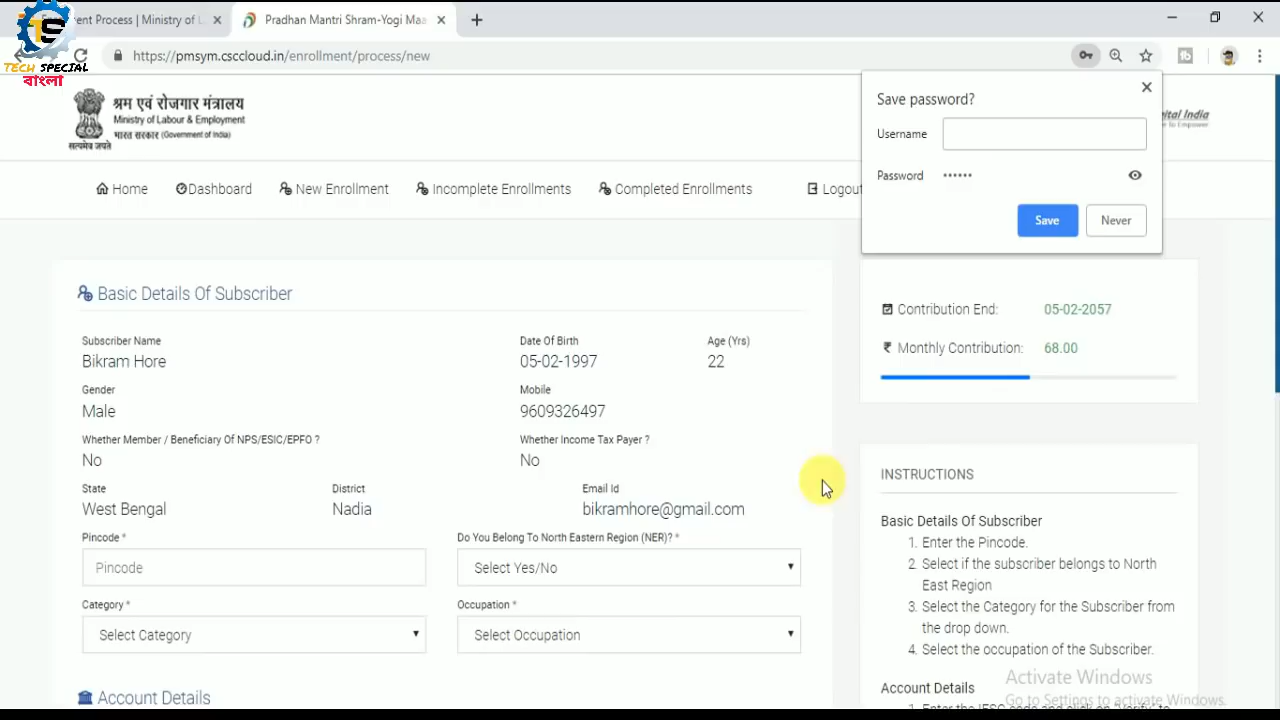 TECH SPECIAL
বাংলা
ent Process | Ministry of L
Pradhan Mantri Shram-Yogi Maa
https://pmsym.csccloud.in/enrollment/process/new
श्रम एवं रोजगार मंत्रालय
Ministry of Labour & Employment
भारत सरकार (Government of India)
सत्यमेव जयते
Save password?
Username
Password ••••••
Save
Never
Home
Dashboard
New Enrollment
Incomplete Enrollments
Completed Enrollments
Logout
Basic Details Of Subscriber
Subscriber Name
Date Of Birth
Age (Yrs)
Bikram Hore
05-02-1997
22
Gender
Mobile
Male
9609326497
Whether Member / Beneficiary Of NPS/ESIC/EPFO ?
Whether Income Tax Payer ?
No
No
State
District
Email Id
West Bengal
Nadia
bikramhore@gmail.com
Pincode *
Do You Belong To North Eastern Region (NER)? *
Pincode
Select Yes/No
Category *
Occupation *
Select Category
Select Occupation
Account Details
Contribution End: 05-02-2057
₹ Monthly Contribution: 68.00
INSTRUCTIONS
Basic Details Of Subscriber
1. Enter the Pincode.
2. Select if the subscriber belongs to North
East Region
3. Select the Category for the Subscriber from
the drop down.
4. Select the occupation of the Subscriber.
Account Details
Activate Windows
Go to Settings to activate Windows.